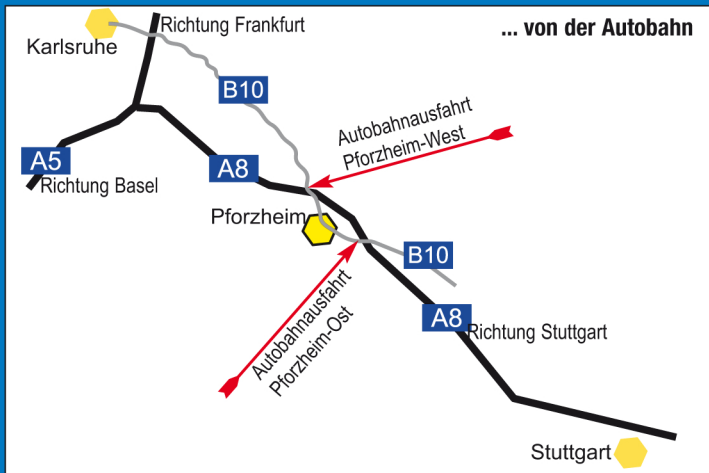 ... von der Autobahn
Richtung Frankfurt
Karlsruhe
B10
Autobahnausfahrt
Pforzheim-West
A5
A8
Richtung Basel
Pforzheim
B10
Autobahnausfahrt
Pforzheim-Ost
A8
Richtung Stuttgart
Stuttgart